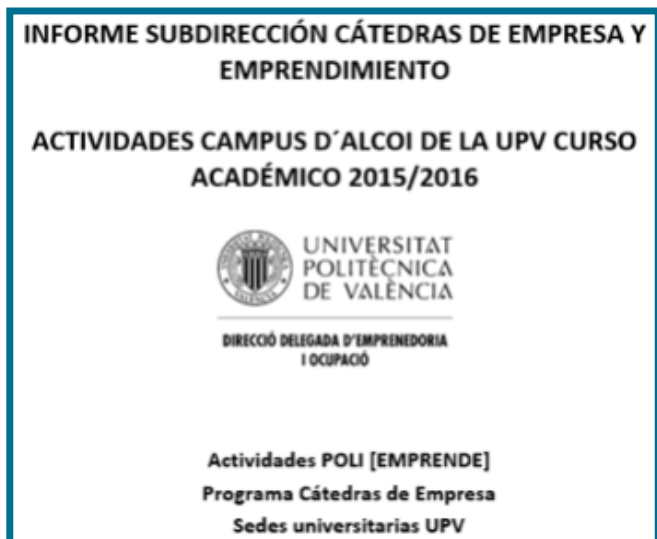 INFORME SUBDIRECCIÓN CÁTEDRAS DE EMPRESA Y
EMPRENDIMIENTO
ACTIVIDADES CAMPUS D´ALCOI DE LA UPV CURSO
ACADÉMICO 2015/2016
UNIVERSITAT
POLITÈCNICA
DE VALÈNCIA
DIRECCIÓ DELEGADA D'EMPRENEDORIA
I OCUPACIÓ
Actividades POLI [EMPRENDE]
Programa Cátedras de Empresa
Sedes universitarias UPV